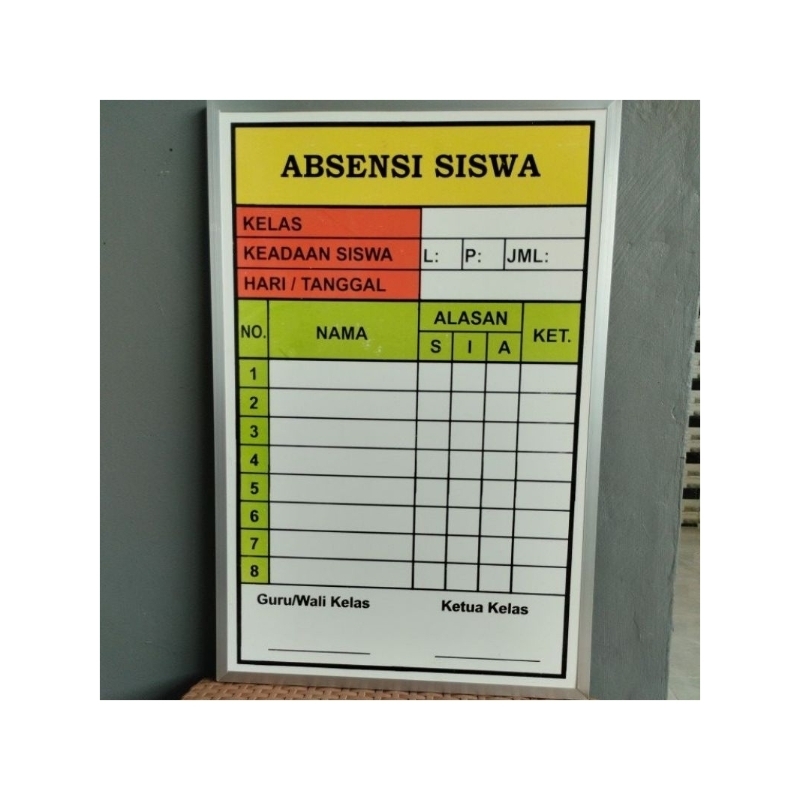 ABSENSI SISWA
KELAS
KEADAAN SISWA L: P: JML:
HARI / TANGGAL
NO. NAMA ALASAN KET.
S I A
1
2
3
4
5
6
7
8
Guru/Wali Kelas Ketua Kelas